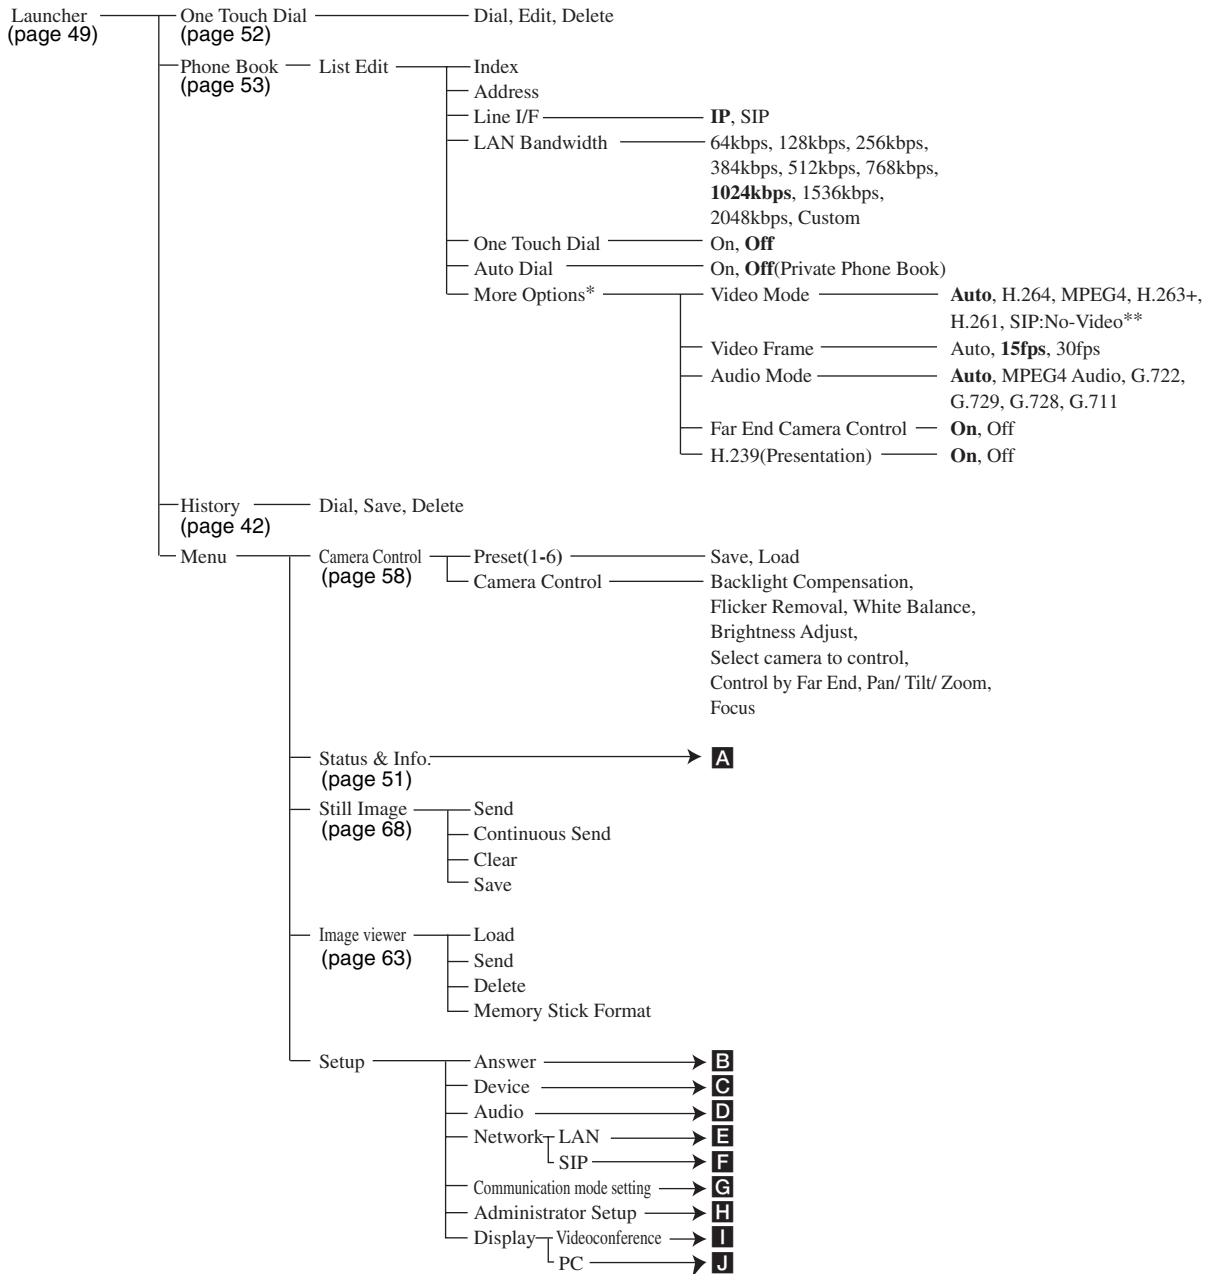 Launcher One Touch Dial Dial, Edit, Delete
(page 49) (page 52)
Phone Book List Edit Index
(page 53)
Address
Line I/F IP, SIP
LAN Bandwidth 64kbps, 128kbps, 256kbps,
384kbps, 512kbps, 768kbps,
1024kbps, 1536kbps,
2048kbps, Custom
One Touch Dial On, Off
Auto Dial On, Off(Private Phone Book)
More Options* Video Mode Auto, H.264, MPEG4, H.263+,
H.261, SIP:No-Video**
Video Frame Auto, 15fps, 30fps
Audio Mode Auto, MPEG4 Audio, G.722,
G.729, G.728, G.711
Far End Camera Control On, Off
H.239(Presentation) On, Off
History Dial, Save, Delete
(page 42)
Menu Camera Control Preset(1-6) Save, Load
(page 58) Camera Control Backlight Compensation,
Flicker Removal, White Balance,
Brightness Adjust,
Select camera to control,
Control by Far End, Pan/ Tilt/ Zoom,
Focus
Status & Info. A
(page 51)
Still Image Send
(page 68) Continuous Send
Clear
Save
Image viewer Load
(page 63) Send
Delete
Memory Stick Format
Setup Answer B
Device C
Audio D
Network LAN E
SIP F
Communication mode setting G
Administrator Setup H
Display Videoconference I
PC J